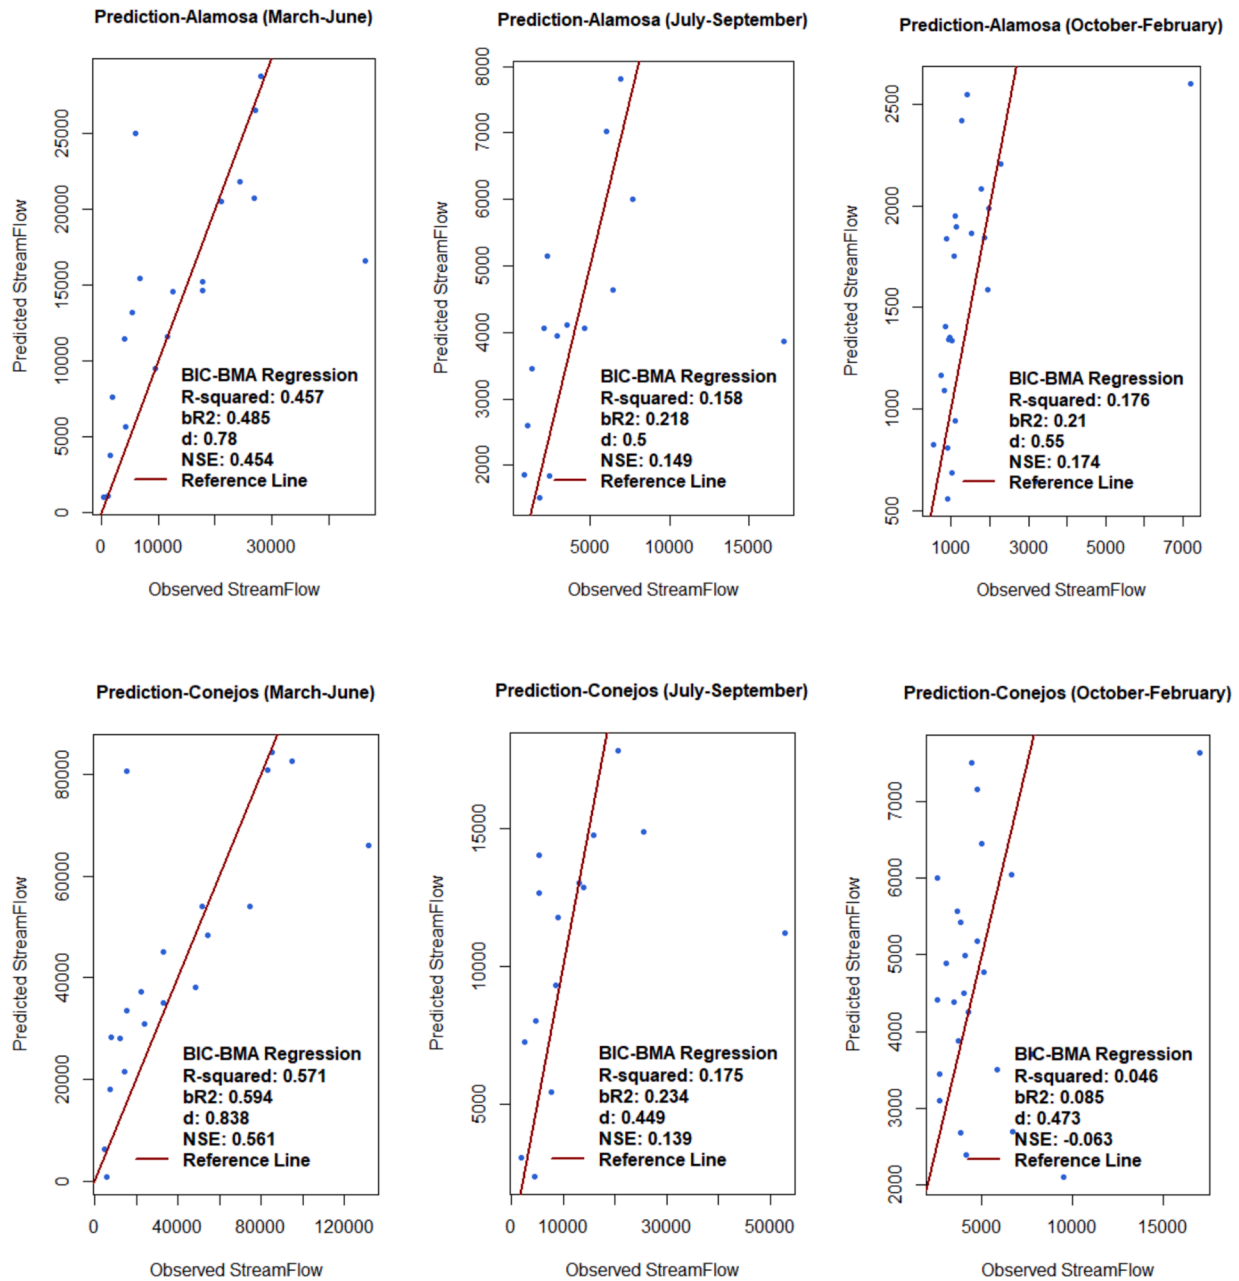 Prediction-Alamosa (March-June)
Predicted StreamFlow
0 5000 10000 15000 20000 25000
BIC-BMA Regression
R-squared: 0.457
bR2: 0.485
d: 0.78
NSE: 0.454
Reference Line
0 10000 30000
Observed StreamFlow
Prediction-Alamosa (July-September)
Predicted StreamFlow
2000 3000 4000 5000 6000 7000 8000
BIC-BMA Regression
R-squared: 0.158
bR2: 0.218
d: 0.5
NSE: 0.149
Reference Line
5000 10000 15000
Observed StreamFlow
Prediction-Alamosa (October-February)
Predicted StreamFlow
500 1000 1500 2000 2500
BIC-BMA Regression
R-squared: 0.176
bR2: 0.21
d: 0.55
NSE: 0.174
Reference Line
1000 3000 5000 7000
Observed StreamFlow
Prediction-Conejos (March-June)
Predicted StreamFlow
0 20000 40000 60000 80000
BIC-BMA Regression
R-squared: 0.571
bR2: 0.594
d: 0.838
NSE: 0.561
Reference Line
0 40000 80000 120000
Observed StreamFlow
Prediction-Conejos (July-September)
Predicted StreamFlow
5000 10000 15000
BIC-BMA Regression
R-squared: 0.175
bR2: 0.234
d: 0.449
NSE: 0.139
Reference Line
0 10000 30000 50000
Observed StreamFlow
Prediction-Conejos (October-February)
Predicted StreamFlow
2000 3000 4000 5000 6000 7000
BIC-BMA Regression
R-squared: 0.046
bR2: 0.085
d: 0.473
NSE: -0.063
Reference Line
5000 10000 15000
Observed StreamFlow